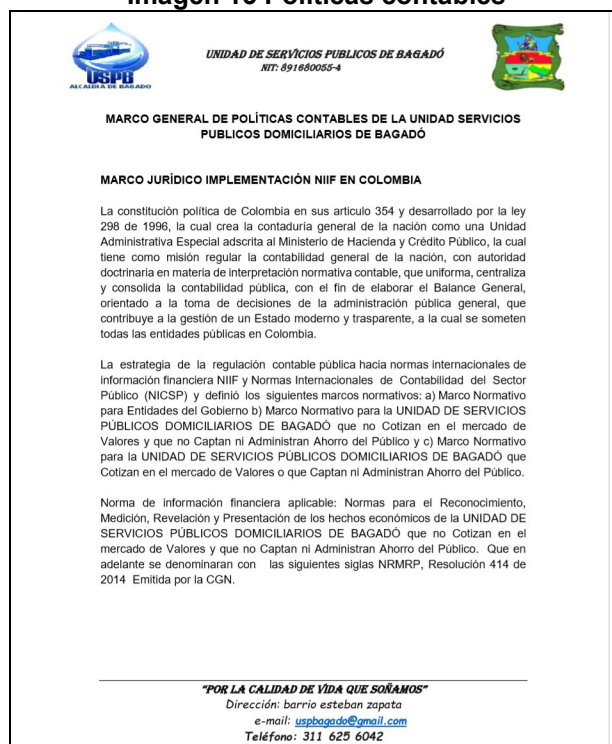 Imagen 16 Políticas contables
USPB
ALCALDIA DE BAGADO
UNIDAD DE SERVICIOS PUBLICOS DE BAGADÓ
NIT: 891680055-4
MARCO GENERAL DE POLÍTICAS CONTABLES DE LA UNIDAD SERVICIOS
PUBLICOS DOMICILIARIOS DE BAGADÓ
MARCO JURÍDICO IMPLEMENTACIÓN NIIF EN COLOMBIA
La constitución política de Colombia en sus articulo 354 y desarrollado por la ley
298 de 1996, la cual crea la contaduría general de la nación como una Unidad
Administrativa Especial adscrita al Ministerio de Hacienda y Crédito Público, la cual
tiene como misión regular la contabilidad general de la nación, con autoridad
doctrinaria en materia de interpretación normativa contable, que uniforma, centraliza
y consolida la contabilidad pública, con el fin de elaborar el Balance General,
orientado a la toma de decisiones de la administración pública general, que
contribuye a la gestión de un Estado moderno y trasparente, a la cual se someten
todas las entidades públicas en Colombia.
La estrategia de la regulación contable pública hacia normas internacionales de
información financiera NIIF y Normas Internacionales de Contabilidad del Sector
Público (NICSP) y definió los siguientes marcos normativos: a) Marco Normativo
para Entidades del Gobierno b) Marco Normativo para la UNIDAD DE SERVICIOS
PÚBLICOS DOMICILIARIOS DE BAGADÓ que no Cotizan en el mercado de
Valores y que no Captan ni Administran Ahorro del Público y c) Marco Normativo
para la UNIDAD DE SERVICIOS PÚBLICOS DOMICILIARIOS DE BAGADÓ que
Cotizan en el mercado de Valores o que Captan ni Administran Ahorro del Público.
Norma de información financiera aplicable: Normas para el Reconocimiento,
Medición, Revelación y Presentación de los hechos económicos de la UNIDAD DE
SERVICIOS PÚBLICOS DOMICILIARIOS DE BAGADÓ que no Cotizan en el
mercado de Valores y que no Captan ni Administran Ahorro del Público. Que en
adelante se denominaran con las siguientes siglas NRMRP, Resolución 414 de
2014 Emitida por la CGN.
"POR LA CALIDAD DE VIDA QUE SOÑAMOS"
Dirección: barrio esteban zapata
e-mail: uspbagado@gmail.com
Teléfono: 311 625 6042